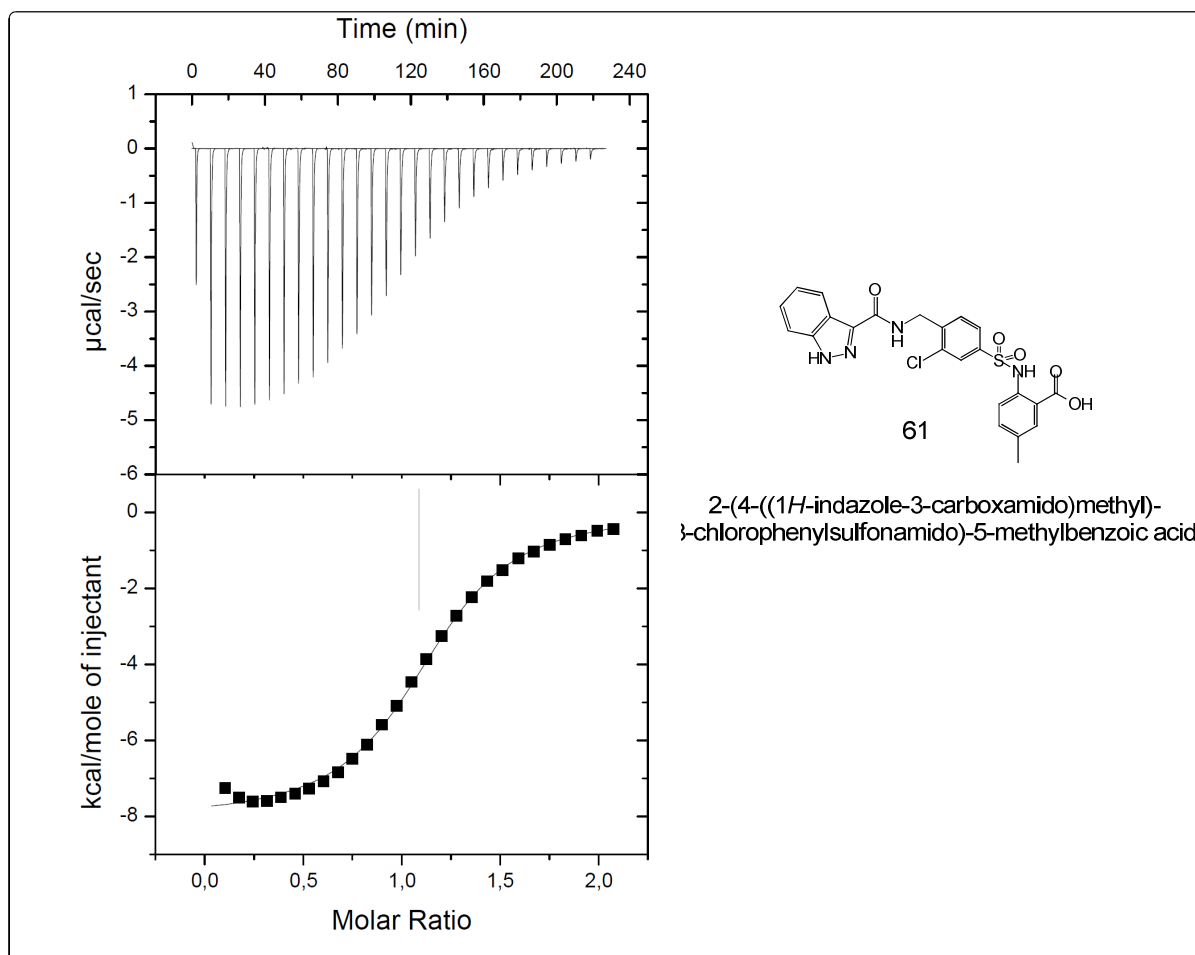 Time (min)
0 40 80 120 160 200 240
1
0
-1
-2
-3
-4
-5
-6
µcal/sec
0
-2
-4
-6
-8
kcal/mole of injectant
0,0 0,5 1,0 1,5 2,0
Molar Ratio
O
N
H
HN
N
Cl
O
S
O
NH
O
OH
61
2-(4-((1H-indazole-3-carboxamido)methyl)-
3-chlorophenylsulfonamido)-5-methylbenzoic acid